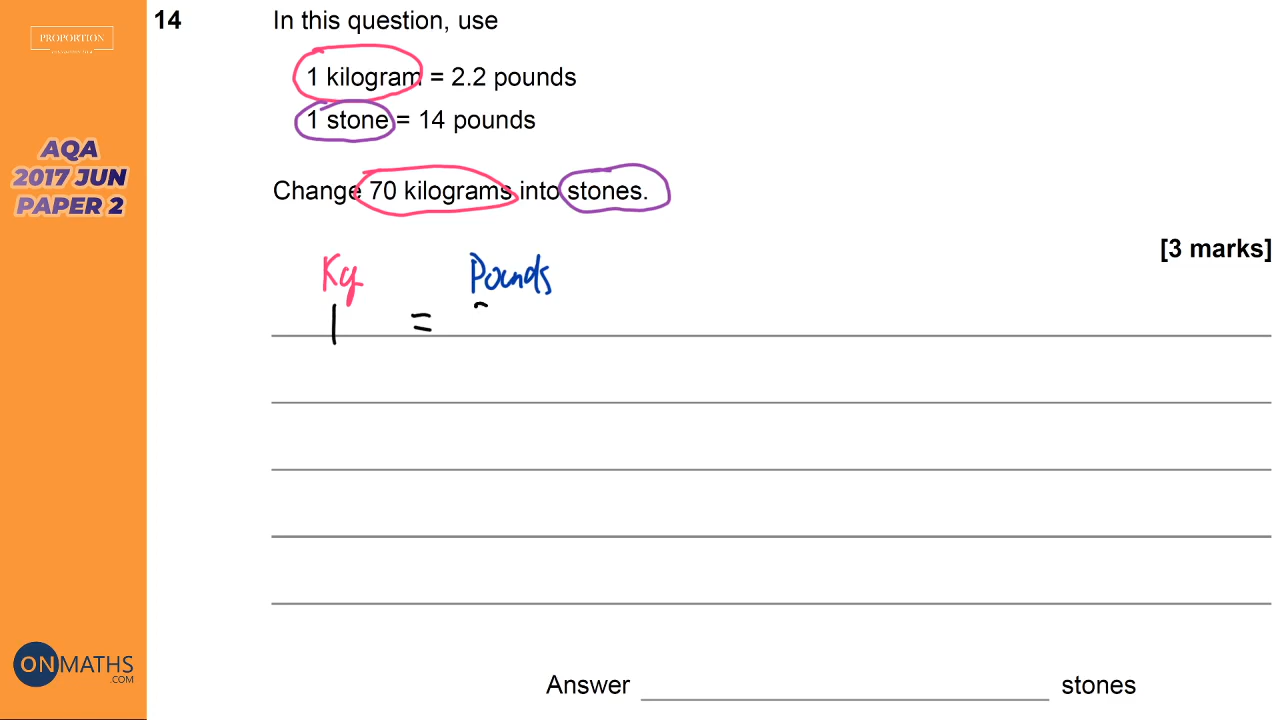 PROPORTION
AQA
2017 JUN
PAPER 2
14 In this question, use
1 kilogram = 2.2 pounds
1 stone = 14 pounds
Change 70 kilograms into stones.
[3 marks]
Kg Pounds
1 =
Answer stones
ONMATHS
.COM